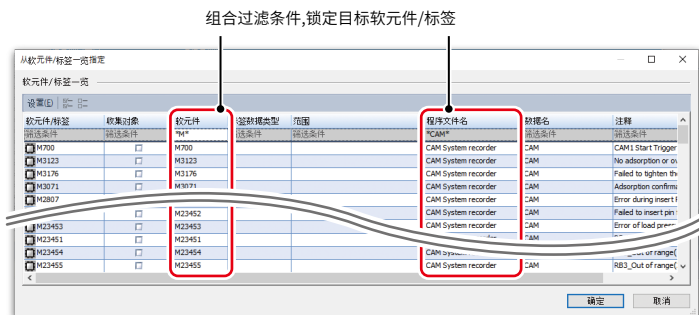 组合过滤条件,锁定目标软元件/标签
从软元件/标签一览指定
软元件/标签一览
设置(E)
软元件/标签 收集对象 软元件 签数据类型 范围 程序文件名 数据名 注释
筛选条件 筛选条件 *M* 选条件 筛选条件 *CAM* 筛选条件 筛选条件
M700 M700 CAM System recorder CAM CAM1 Start Trigger
M3123 M3123 CAM System recorder CAM No adsorption or ov
M3176 M3176 CAM System recorder CAM Failed to tighten th
M3071 M3071 CAM System recorder CAM Adsorption confirma
M2807 CAM System recorder CAM Error during insert F
M23452 CAM System recorder CAM Failed to insert pin
M23453 M23453 CAM System recorder CAM Error of load pres
M23451 M23451 CAM System recorder CAM
M23454 M23454 CAM System recorder of range(
M23455 M23455 CAM System recorder CAM RB3_Out of range(
确定 取消